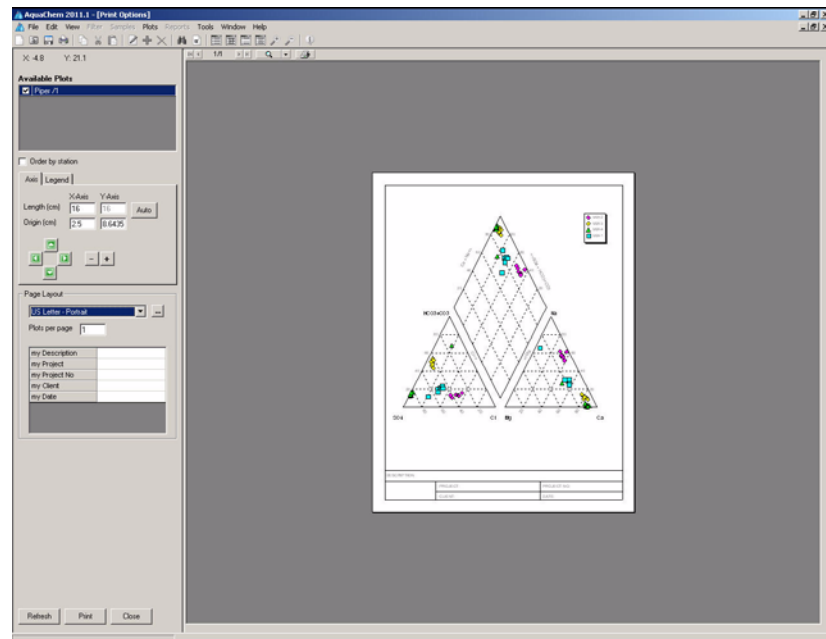 AquaChem 2011.1 - [Print Options]
File Edit View Filter Samples Plots Reports Tools Window Help
1/1
X: -4.8 Y: 21.1
Available Plots
Piper /1
Order by station
Axis Legend
X-Axis Y-Axis
Length (cm) 16 16 Auto
Origin (cm) 2.5 8.6435
- +
Page Layout
US Letter - Portrait ...
Plots per page 1
my Description
my Project
my Project No
my Client
my Date
HCO3+CO3 Na
SO4 Cl Mg Ca
Refresh Print Close